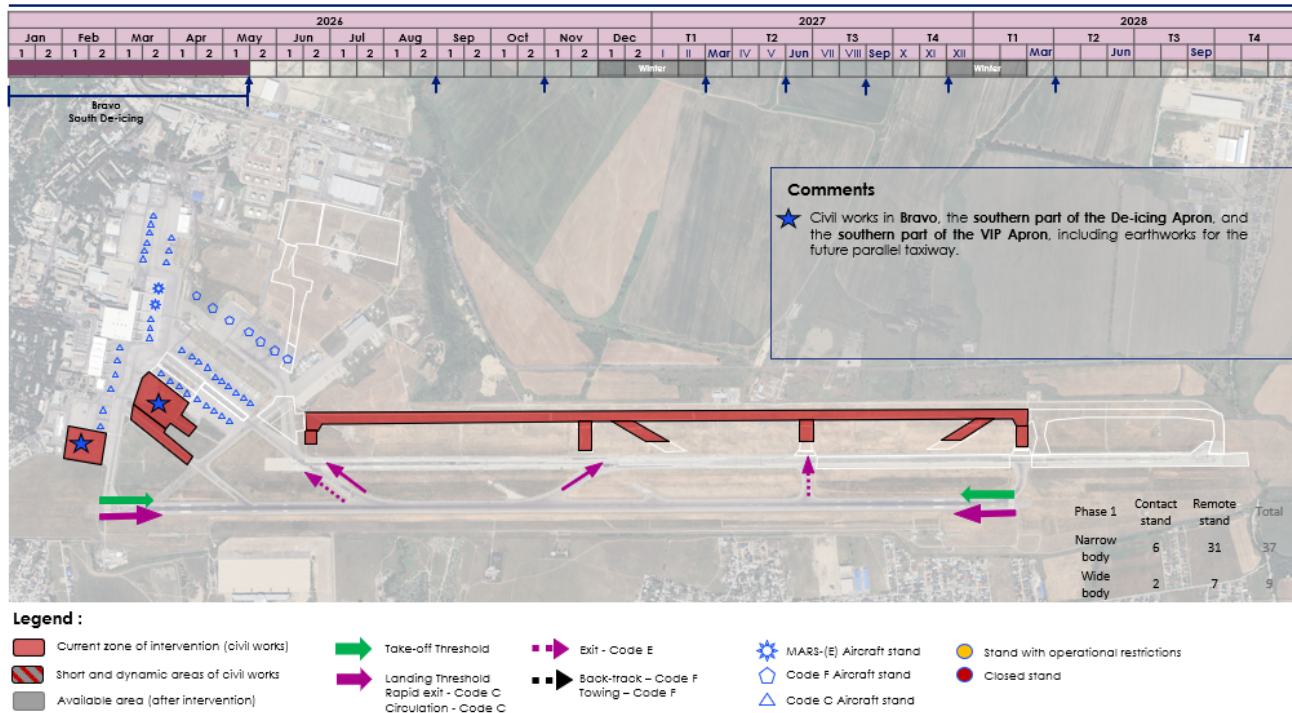 2026 2027 2028
Jan Feb Mar Apr May Jun Jul Aug Sep Oct Nov Dec T1 T2 T3 T4 T1 T2 T3 T4
1 2 1 2 1 2 1 2 1 2 1 2 1 2 1 2 1 2 1 2 1 2 1 2 I II Mar IV V Jun VII VIII Sep X XI XII Mar Jun Sep
Winter Winter
Bravo
South De-icing
Comments
Civil works in Bravo, the southern part of the De-icing Apron, and
the southern part of the VIP Apron, including earthworks for the
future parallel taxiway.
Phase 1 Contact stand Remote stand Total
Narrow body 6 31 37
Wide body 2 7 9
Legend :
Current zone of intervention (civil works)
Short and dynamic areas of civil works
Available area (after intervention)
Take-off Threshold
Landing Threshold
Rapid exit - Code C
Circulation - Code C
Exit - Code E
Back-track – Code F
Towing – Code F
MARS-(E) Aircraft stand
Code F Aircraft stand
Code C Aircraft stand
Stand with operational restrictions
Closed stand